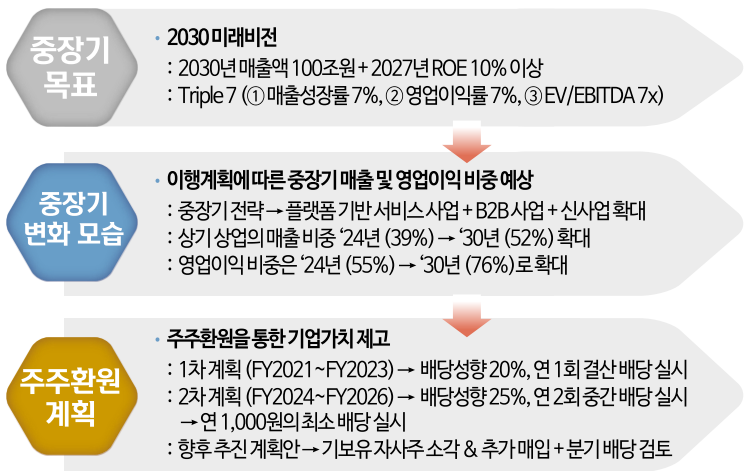 중장기
목표
• 2030 미래비전
: 2030년 매출액 100조원 + 2027년 ROE 10% 이상
: Triple 7 (① 매출성장률 7%, ② 영업이익률 7%, ③ EV/EBITDA 7x)
중장기
변화 모습
• 이행계획에 따른 중장기 매출 및 영업이익 비중 예상
: 중장기 전략 → 플랫폼 기반 서비스 사업 + B2B 사업 + 신사업 확대
: 상기 상업의 매출 비중 ‘24년 (39%) → ‘30년 (52%) 확대
: 영업이익 비중은 ‘24년 (55%) → ‘30년 (76%)로 확대
주주환원
계획
• 주주환원을 통한 기업가치 제고
: 1차 계획 (FY2021~FY2023) → 배당성향 20%, 연 1회 결산 배당 실시
: 2차 계획 (FY2024~FY2026) → 배당성향 25%, 연 2회 중간 배당 실시
→ 연 1,000원의 최소 배당 실시
: 향후 추진 계획안 → 기보유 자사주 소각 & 추가 매입 + 분기 배당 검토